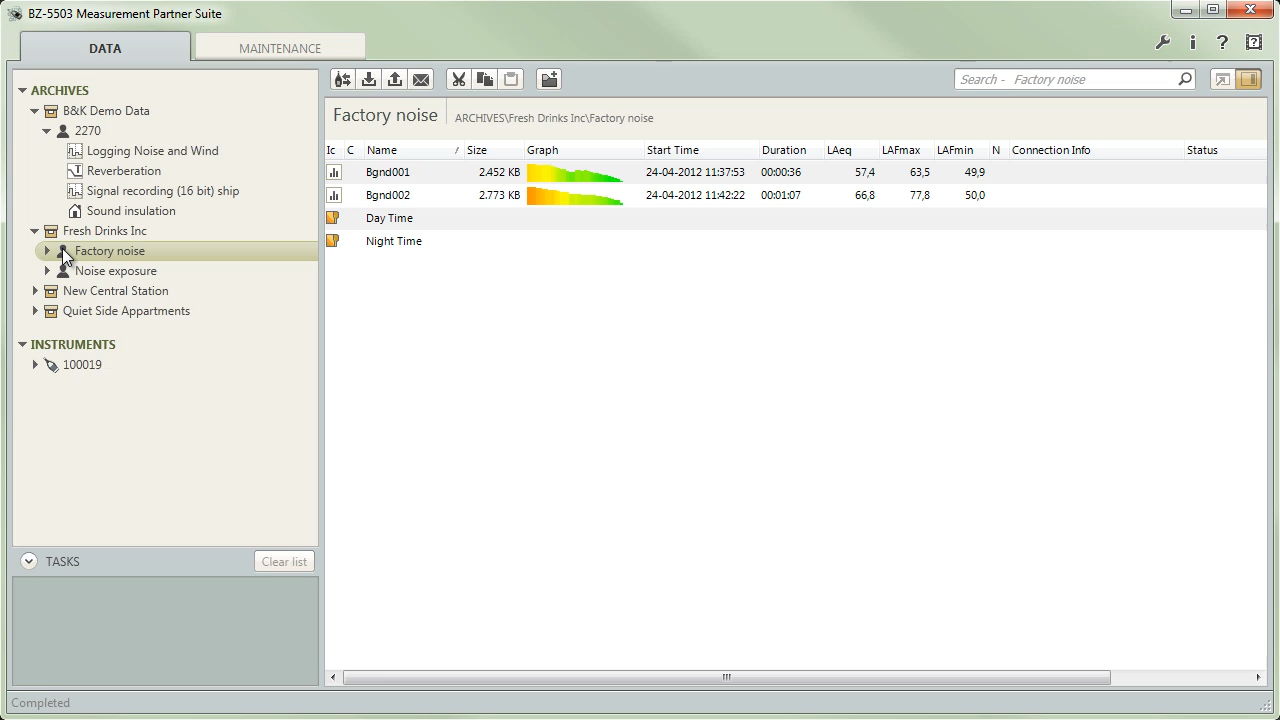 BZ-5503 Measurement Partner Suite
DATA
MAINTENANCE
ARCHIVES
B&K Demo Data
2270
Logging Noise and Wind
Reverberation
Signal recording (16 bit) ship
Sound insulation
Fresh Drinks Inc
Factory noise
Noise exposure
New Central Station
Quiet Side Appartments
INSTRUMENTS
100019
TASKS
Clear list
Search - Factory noise
Factory noise ARCHIVES\Fresh Drinks Inc\Factory noise
Ic C Name / Size Graph Start Time Duration LAeq LAFmax LAFmin N Connection Info Status
Bgnd001 2.452 KB 24-04-2012 11:37:53 00:00:36 57,4 63,5 49,9
Bgnd002 2.773 KB 24-04-2012 11:42:22 00:01:07 66,8 77,8 50,0
Day Time
Night Time
Completed